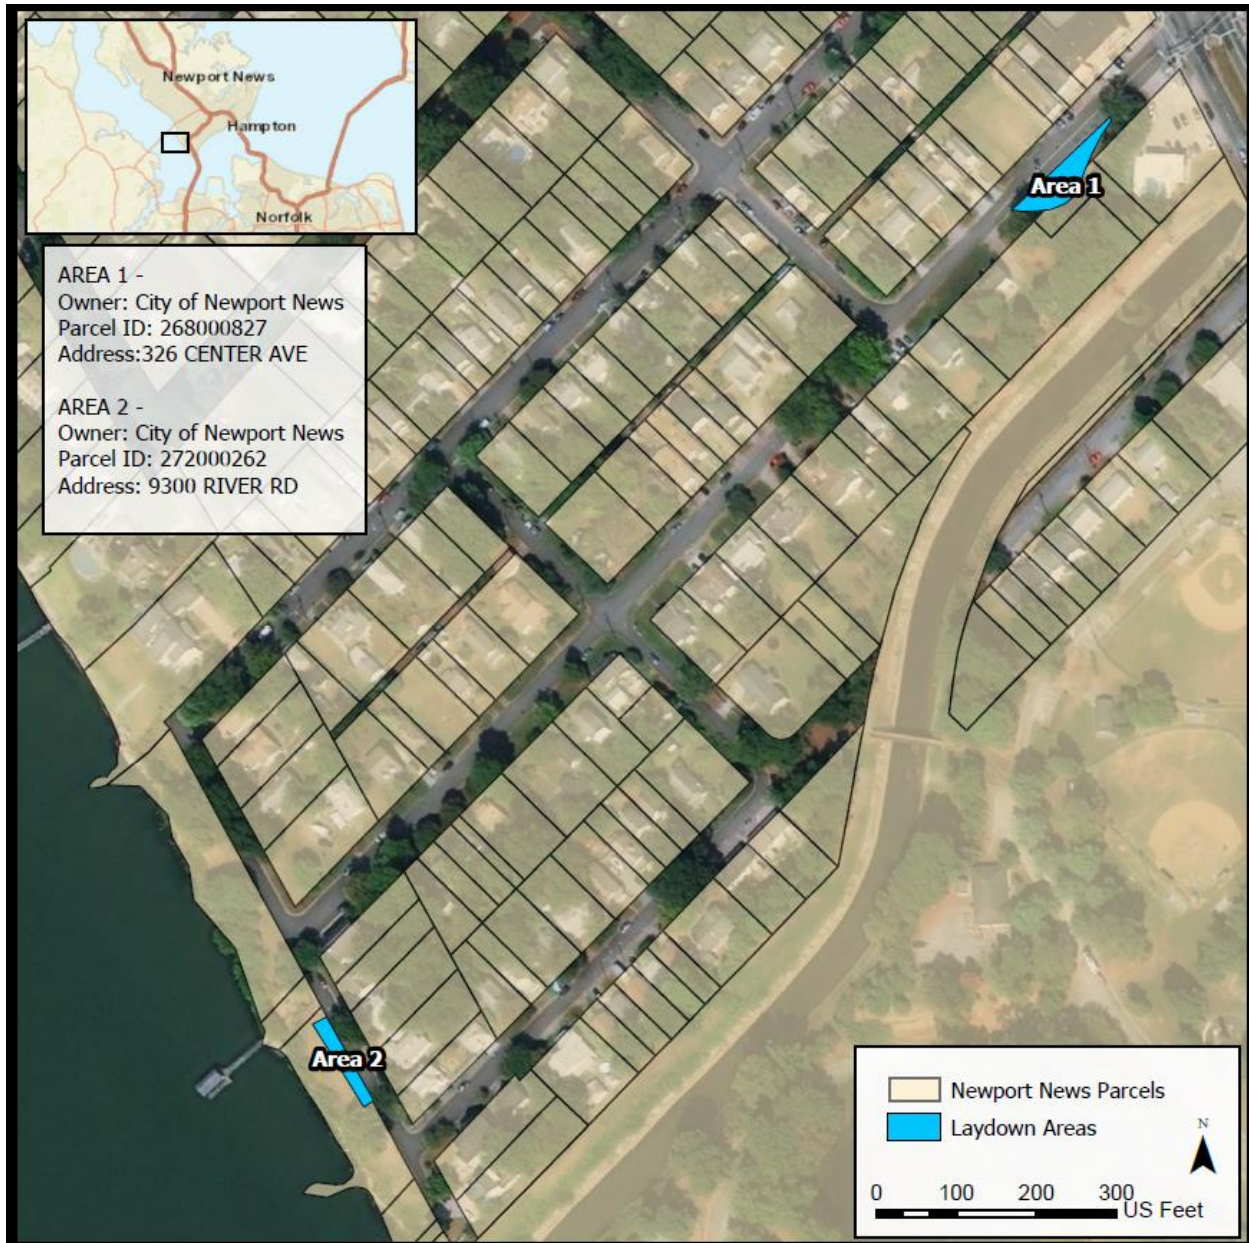 Newport News
Hampton
Norfolk
AREA 1 -
Owner: City of Newport News
Parcel ID: 268000827
Address:326 CENTER AVE
AREA 2 -
Owner: City of Newport News
Parcel ID: 272000262
Address: 9300 RIVER RD
Area 1
Area 2
Newport News Parcels
Laydown Areas
N
0 100 200 300
US Feet